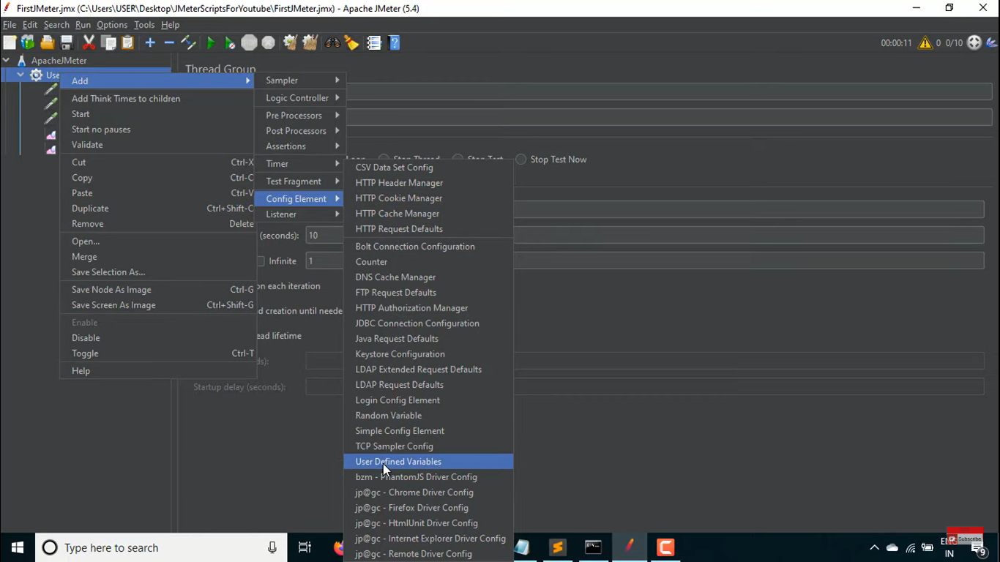 FirstJMeter.jmx (C:\Users\USER\Desktop\JMeterScriptsForYoutube\FirstJMeter.jmx) - Apache JMeter (5.4)
File Edit Search Run Options Tools Help
00:00:11 0 0/10
ApacheJMeter
Thread Group
Use
Add
Add Think Times to children
Start
Start no pauses
Validate
Cut Ctrl-X
Copy Ctrl-C
Paste Ctrl-V
Duplicate Ctrl+Shift-C
Remove Delete
Open...
Merge
Save Selection As...
Save Node As Image Ctrl-G
Save Screen As Image Ctrl+Shift-G
Enable
Disable
Toggle Ctrl-T
Help
Sampler
Logic Controller
Pre Processors
Post Processors
Assertions
Timer
Test Fragment
Config Element
Listener
Stop Test Now
CSV Data Set Config
HTTP Header Manager
HTTP Cookie Manager
HTTP Cache Manager
HTTP Request Defaults
Bolt Connection Configuration
Counter
DNS Cache Manager
FTP Request Defaults
HTTP Authorization Manager
JDBC Connection Configuration
Java Request Defaults
Keystore Configuration
LDAP Extended Request Defaults
LDAP Request Defaults
Login Config Element
Random Variable
Simple Config Element
TCP Sampler Config
User Defined Variables
bzm - PhantomJS Driver Config
jp@gc - Chrome Driver Config
jp@gc - Firefox Driver Config
jp@gc - HtmlUnit Driver Config
jp@gc - Internet Explorer Driver Config
jp@gc - Remote Driver Config
(seconds): 10
Infinite 1
on each iteration
d creation until neede
ead lifetime
Startup delay (seconds):
Type here to search
Subscribe
IN
9